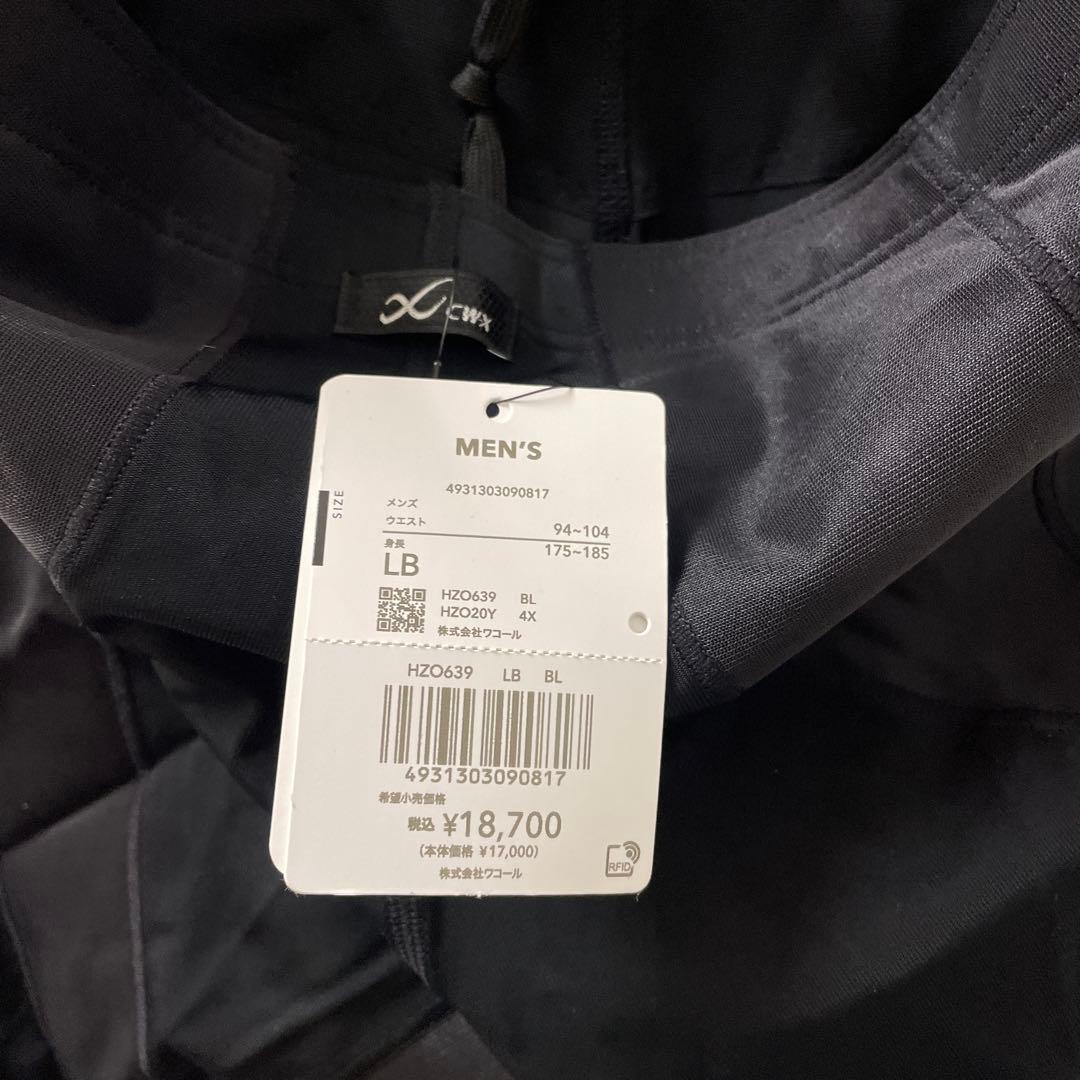 CWX
MEN'S
4931303090817
SIZE
メンズ
ウエスト 94~104
身長 175~185
LB
HZO639 BL
HZO20Y 4X
株式会社ワコール
HZO639 LB BL
4931303090817
希望小売価格
税込 ¥18,700
(本体価格 ¥17,000)
株式会社ワコール
RFID